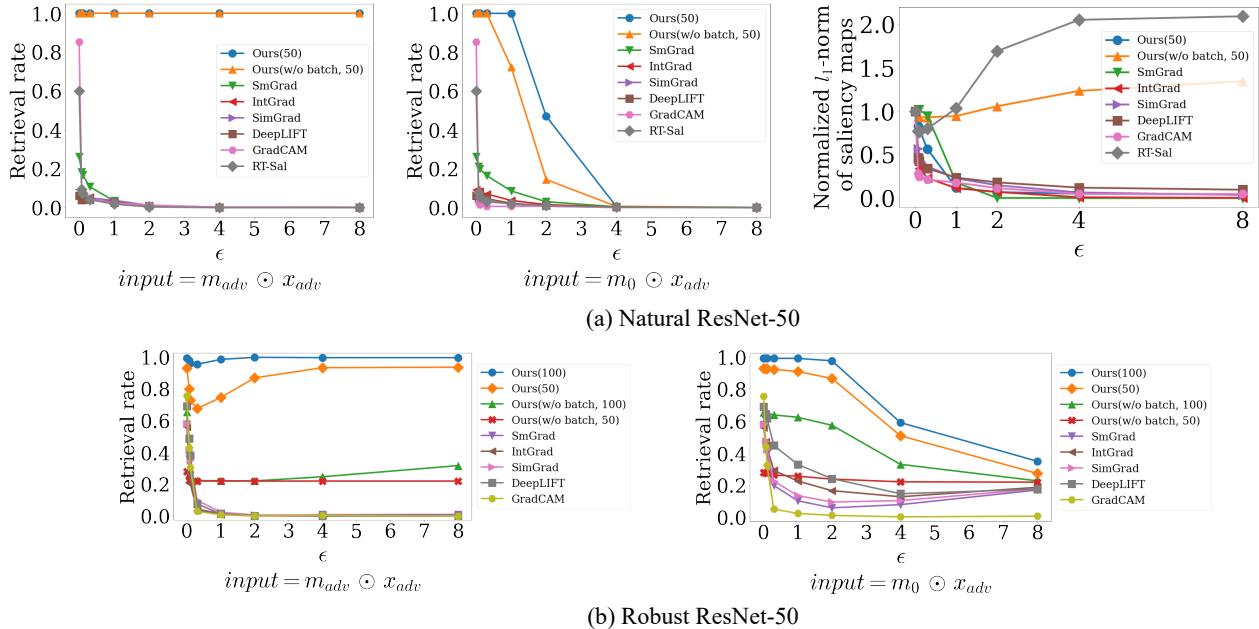 Retrieval rate
1.0
0.8
0.6
0.4
0.2
0.0
Ours(50)
Ours(w/o batch, 50)
SmGrad
IntGrad
SimGrad
DeepLIFT
GradCAM
RT-Sal
0 1 2 3 4 5 6 7 8
ϵ
input = m_adv ⊙ x_adv
Retrieval rate
1.0
0.8
0.6
0.4
0.2
0.0
Ours(50)
Ours(w/o batch, 50)
SmGrad
IntGrad
SimGrad
DeepLIFT
GradCAM
RT-Sal
0 1 2 3 4 5 6 7 8
ϵ
input = m_0 ⊙ x_adv
Normalized l_1-norm
of saliency maps
2.0
1.5
1.0
0.5
0.0
Ours(50)
Ours(w/o batch, 50)
SmGrad
IntGrad
SimGrad
DeepLIFT
GradCAM
RT-Sal
0 1 2 4 8
ϵ
(a) Natural ResNet-50
Retrieval rate
1.0
0.8
0.6
0.4
0.2
0.0
0 1 2 3 4 5 6 7 8
ϵ
Ours(100)
Ours(50)
Ours(w/o batch, 100)
Ours(w/o batch, 50)
SmGrad
IntGrad
SimGrad
DeepLIFT
GradCAM
input = m_adv ⊙ x_adv
Retrieval rate
1.0
0.8
0.6
0.4
0.2
0.0
0 1 2 3 4 5 6 7 8
ϵ
Ours(100)
Ours(50)
Ours(w/o batch, 100)
Ours(w/o batch, 50)
SmGrad
IntGrad
SimGrad
DeepLIFT
GradCAM
input = m_0 ⊙ x_adv
(b) Robust ResNet-50